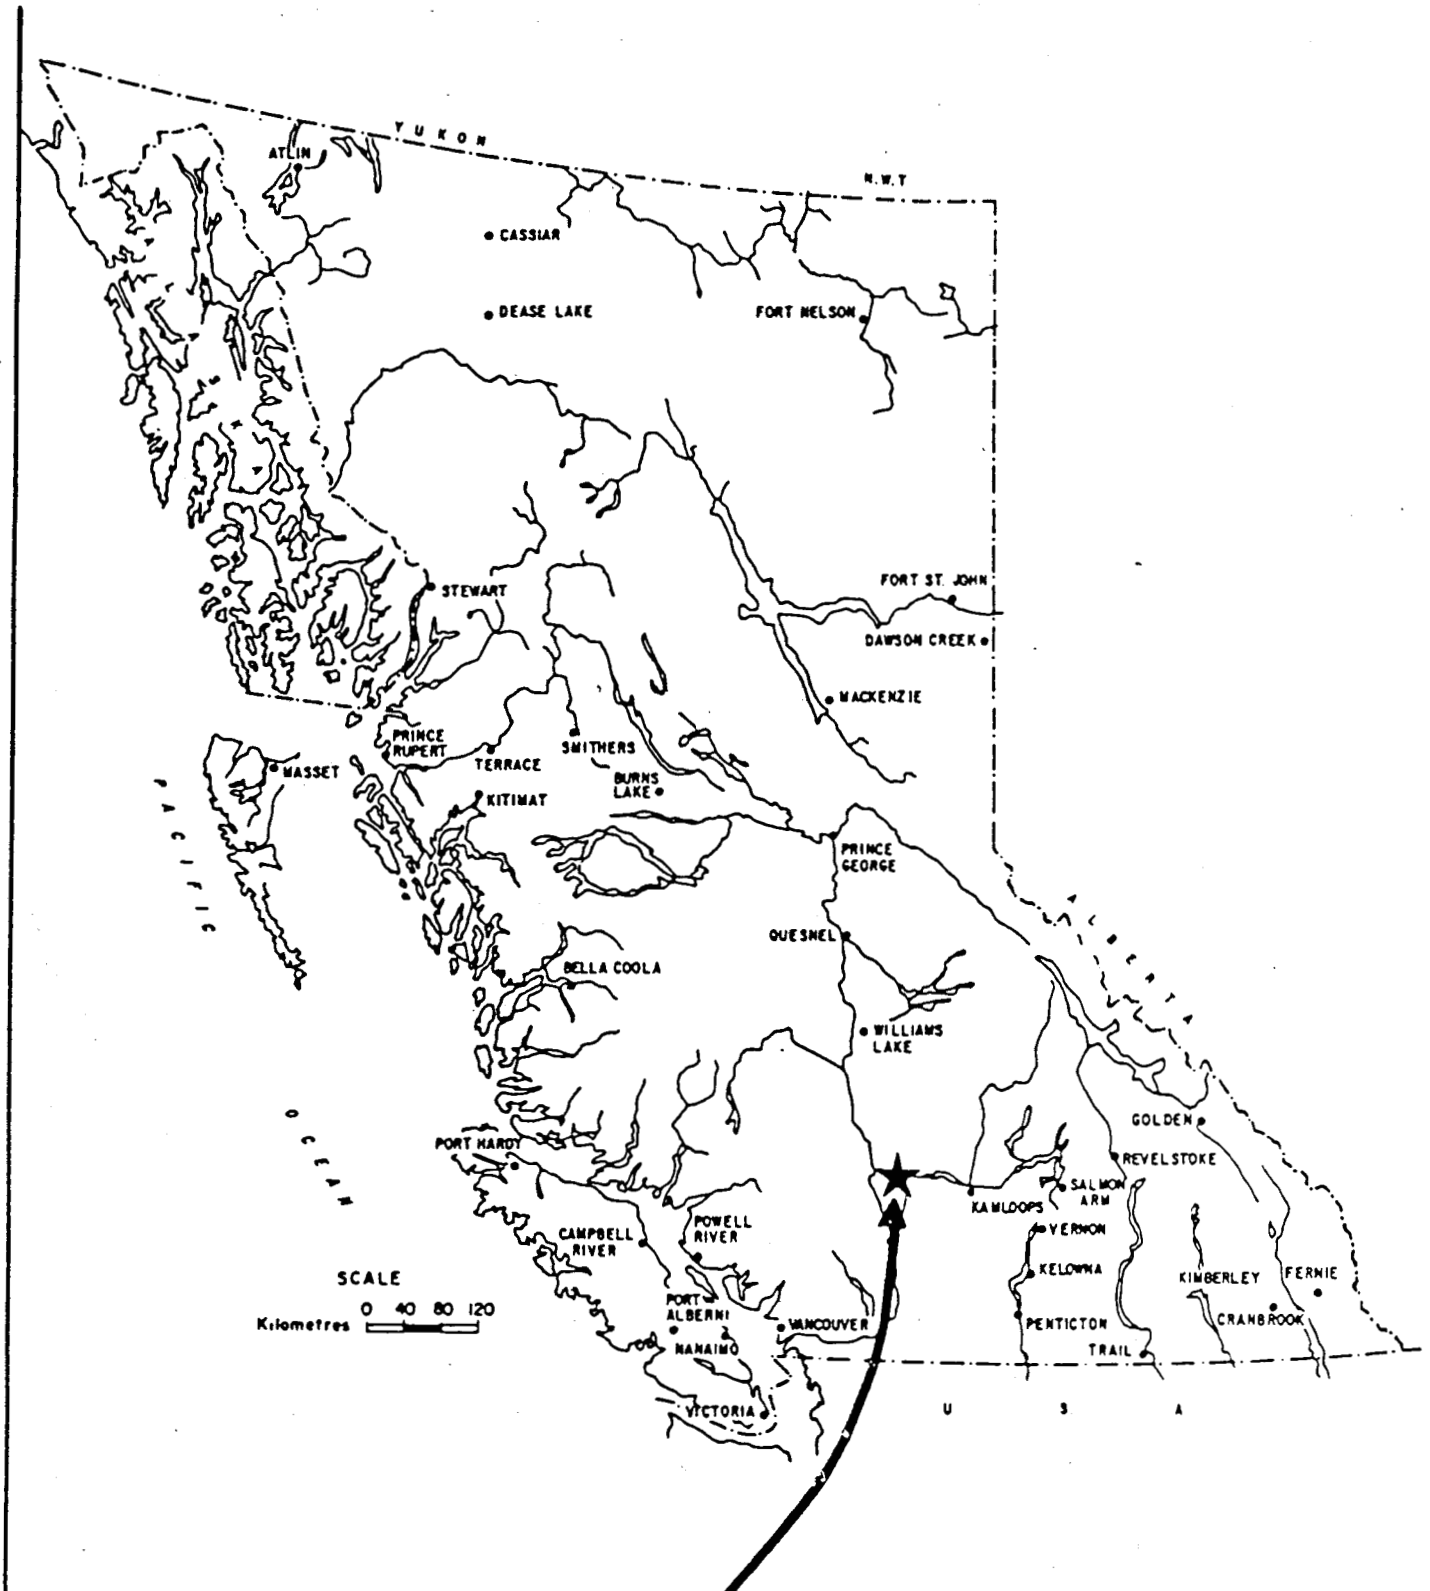 YUKON
ATLIN
N.W.T
CASSIAR
DEASE LAKE
FORT NELSON
ALASKA
STEWART
FORT ST. JOHN
DAWSON CREEK
MACKENZIE
PRINCE
RUPERT
SMITHERS
TERRACE
MASSET
BURNS
LAKE
KITIMAT
PACIFIC
PRINCE
GEORGE
ALBERTA
QUESNEL
BELLA COOLA
WILLIAMS
LAKE
OCEAN
GOLDEN
PORT HARDY
REVELSTOKE
SALMON
ARM
KAMLOOPS
POWELL
RIVER
CAMPBELL
RIVER
VERNON
KELOWNA
KIMBERLEY
FERNIE
SCALE
0 40 80 120
Kilometres
PORT
ALBERNI
VANCOUVER
PENTICTON
CRANBROOK
NANAIMO
TRAIL
VICTORIA
U S A